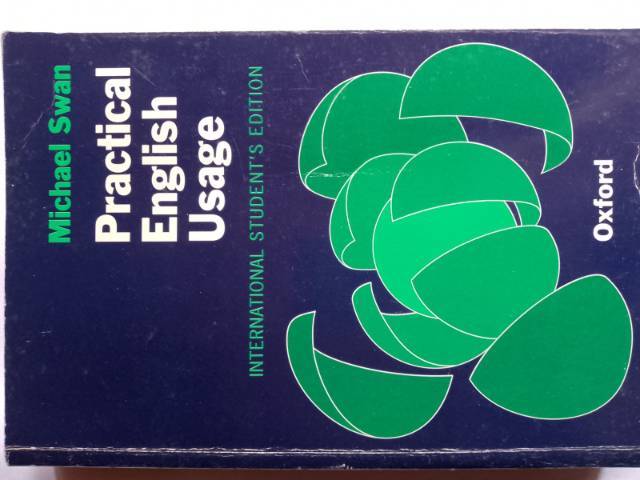 Michael Swan
Practical
English
Usage
INTERNATIONAL STUDENT'S EDITION
Oxford